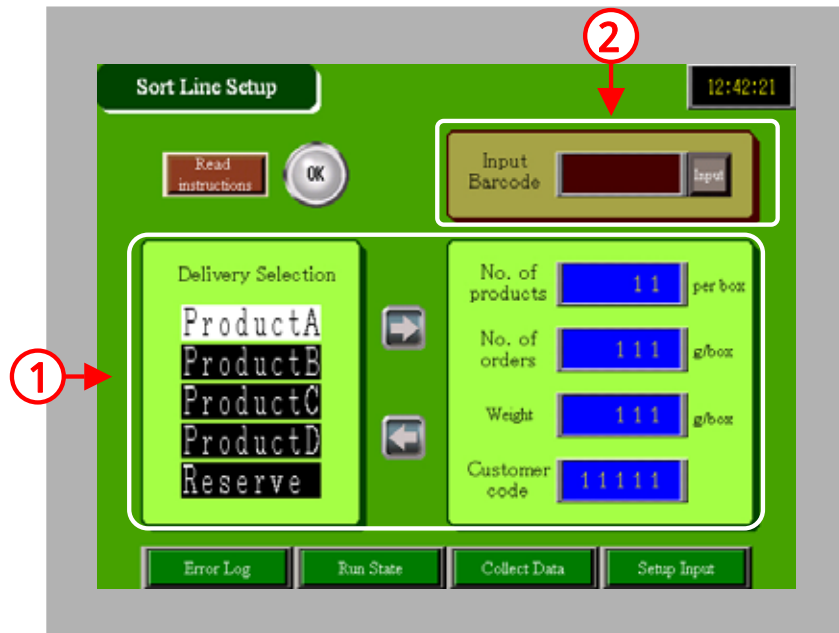 2
Sort Line Setup
12:42:21
Read
instructions
OK
Input
Barcode
Input
Delivery Selection
ProductA
ProductB
ProductC
ProductD
Reserve
No. of
products
11
per box
No. of
orders
111
g/box
Weight
111
g/box
Customer
code
11111
1
Error Log
Run State
Collect Data
Setup Input